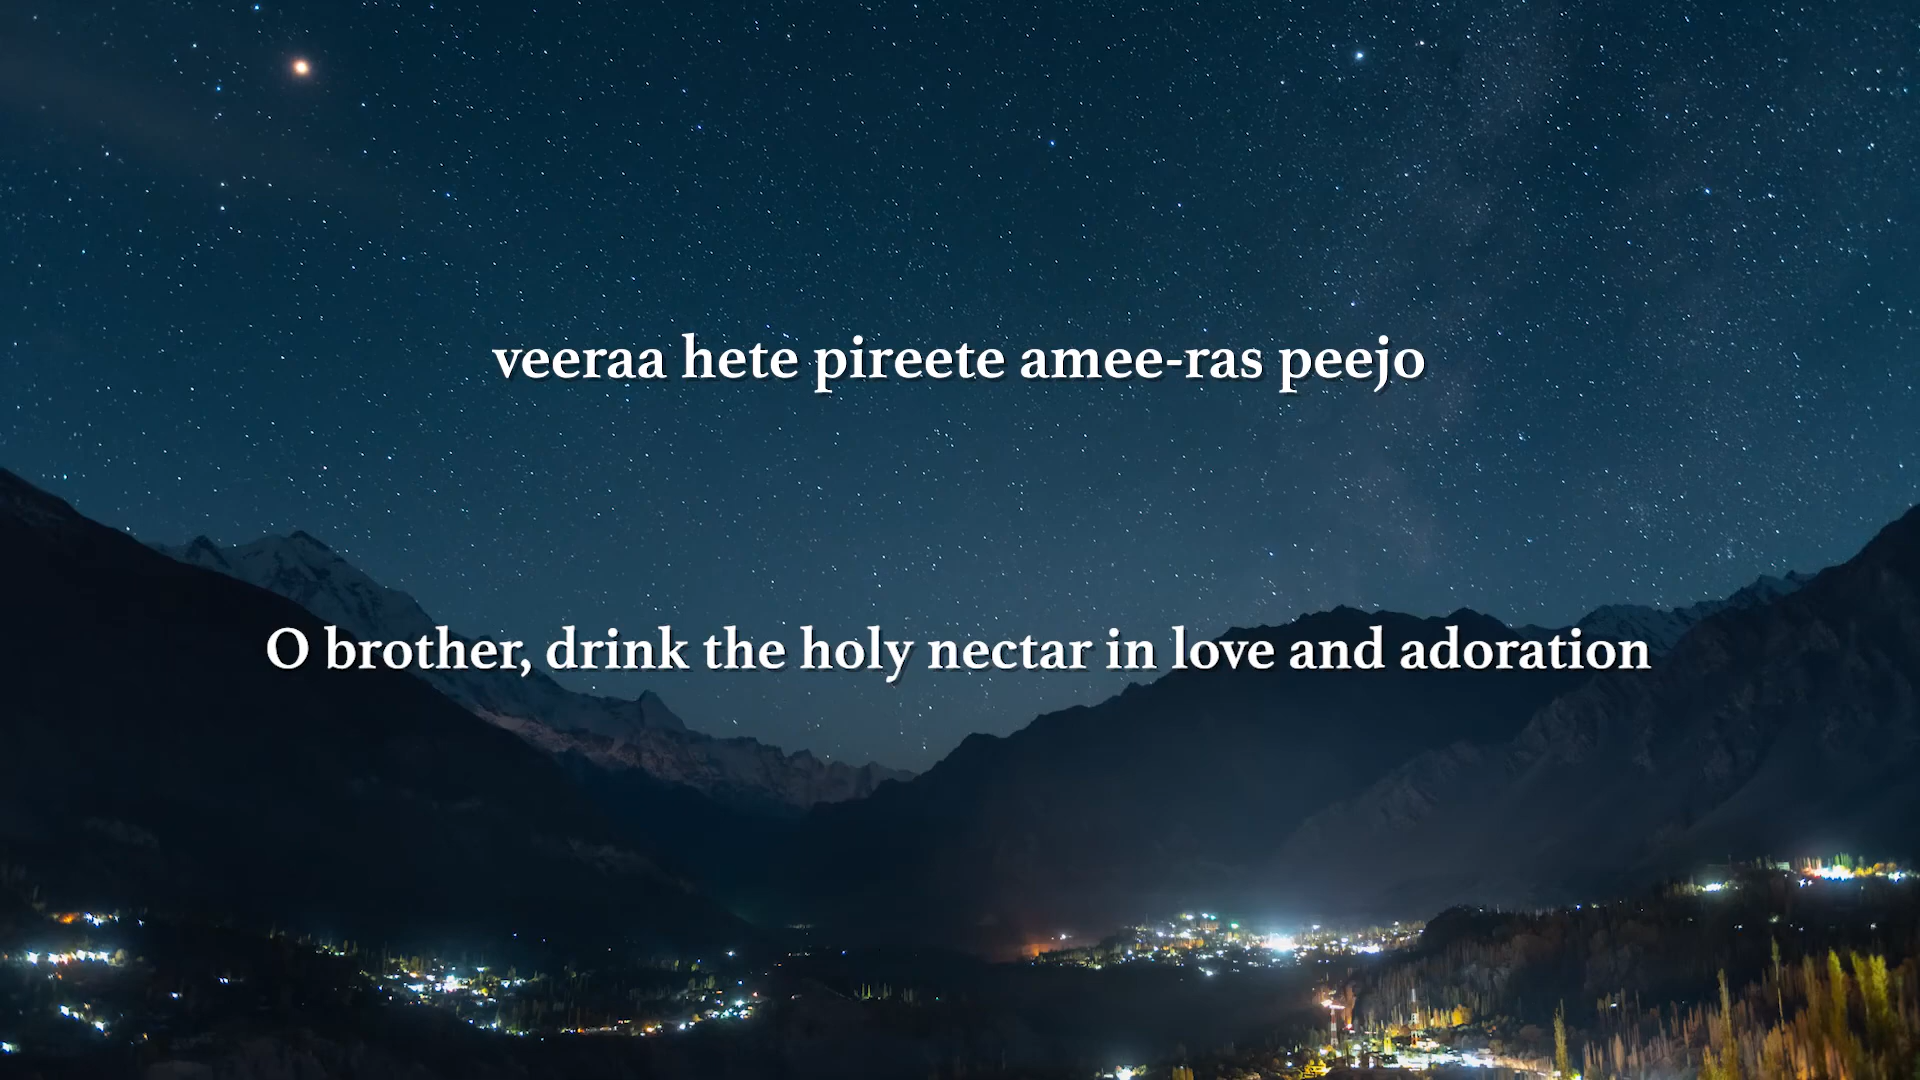 veeraa hete pireete amee-ras peejo
O brother, drink the holy nectar in love and adoration